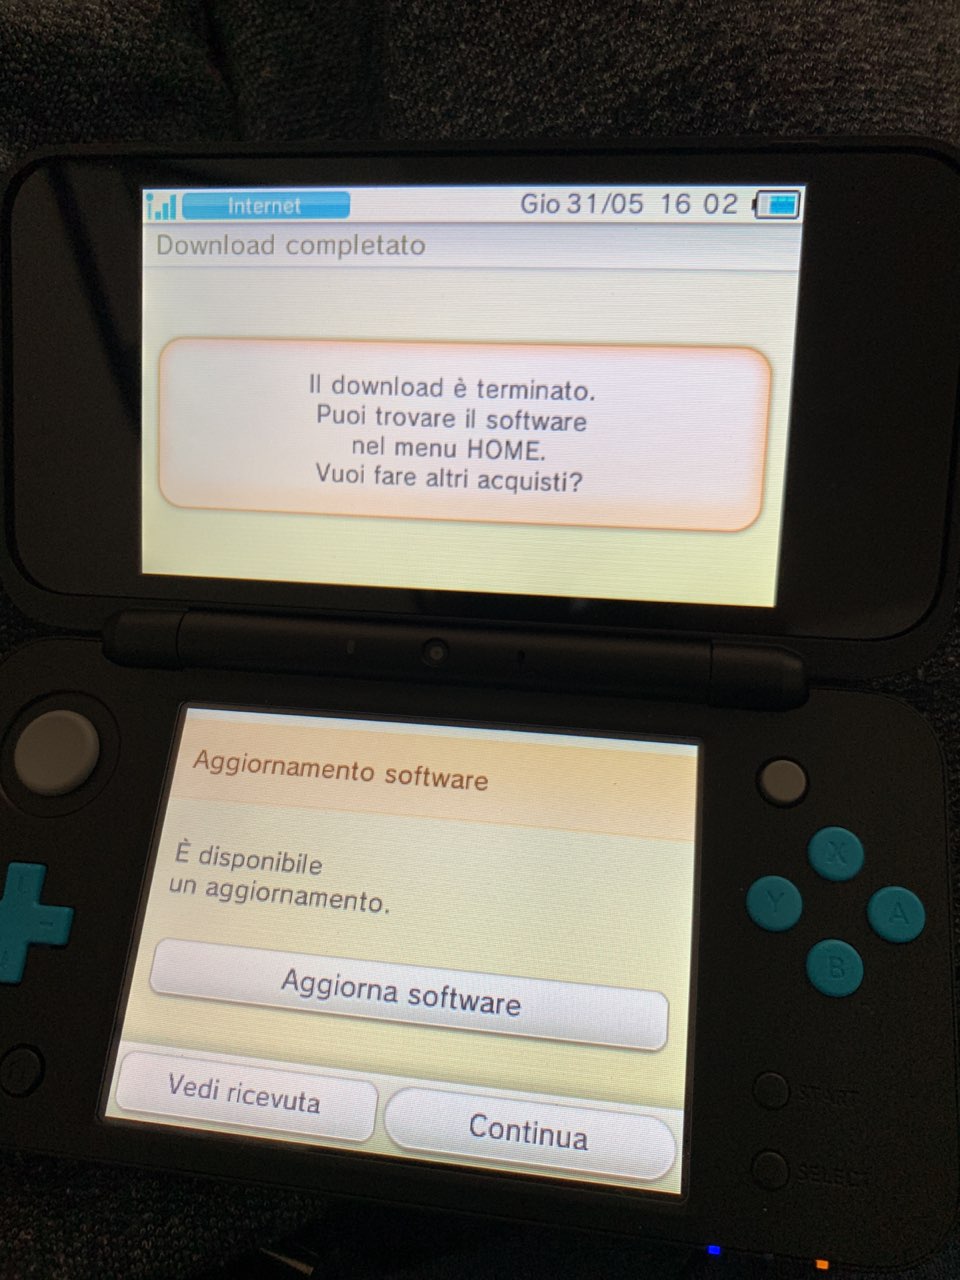 Internet
Gio 31/05 16 02
Download completato
Il download è terminato.
Puoi trovare il software
nel menu HOME.
Vuoi fare altri acquisti?
Aggiornamento software
È disponibile
un aggiornamento.
Aggiorna software
Vedi ricevuta
Continua
X
Y
A
B
START
SELECT